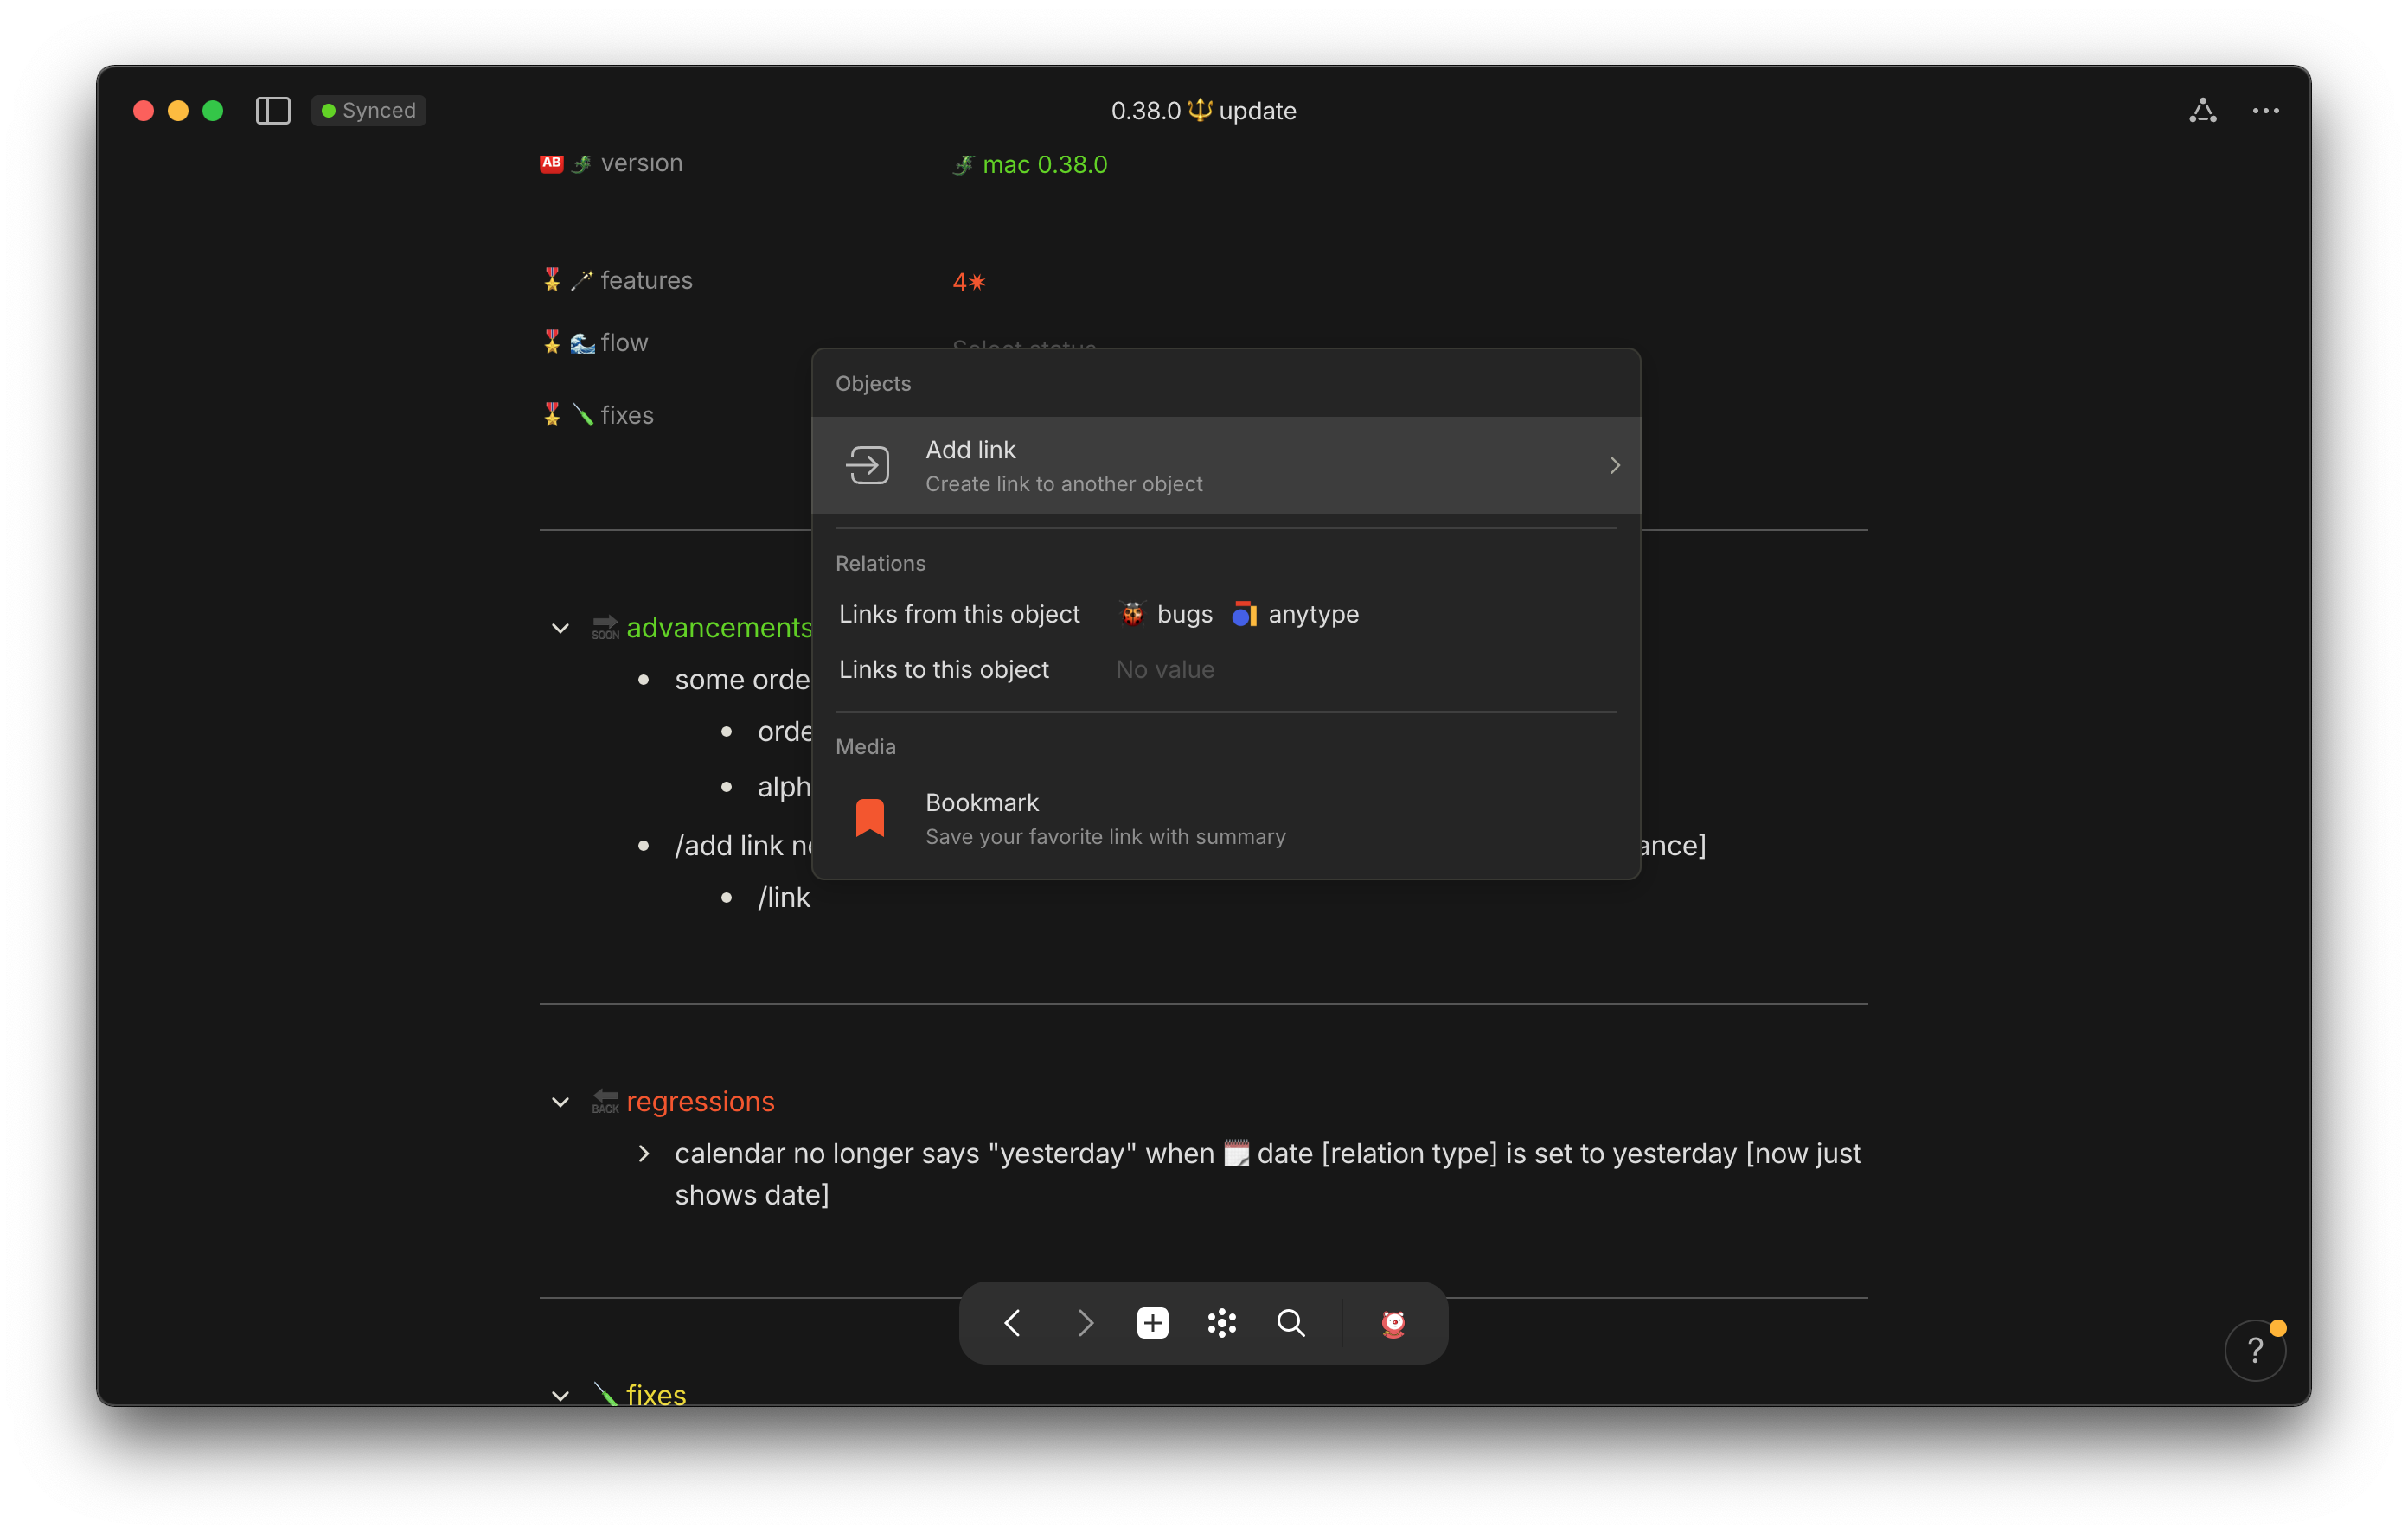 Synced
0.38.0 🔱 update
version
mac 0.38.0
features
4✷
flow
Select status
fixes
Objects
Add link
Create link to another object
Relations
Links from this object bugs anytype
Links to this object No value
Media
Bookmark
Save your favorite link with summary
SOON advancements
some
/add link
ance]
/link
BACK regressions
calendar no longer says "yesterday" when 🗓 date [relation type] is set to yesterday [now just
shows date]
?
fixes